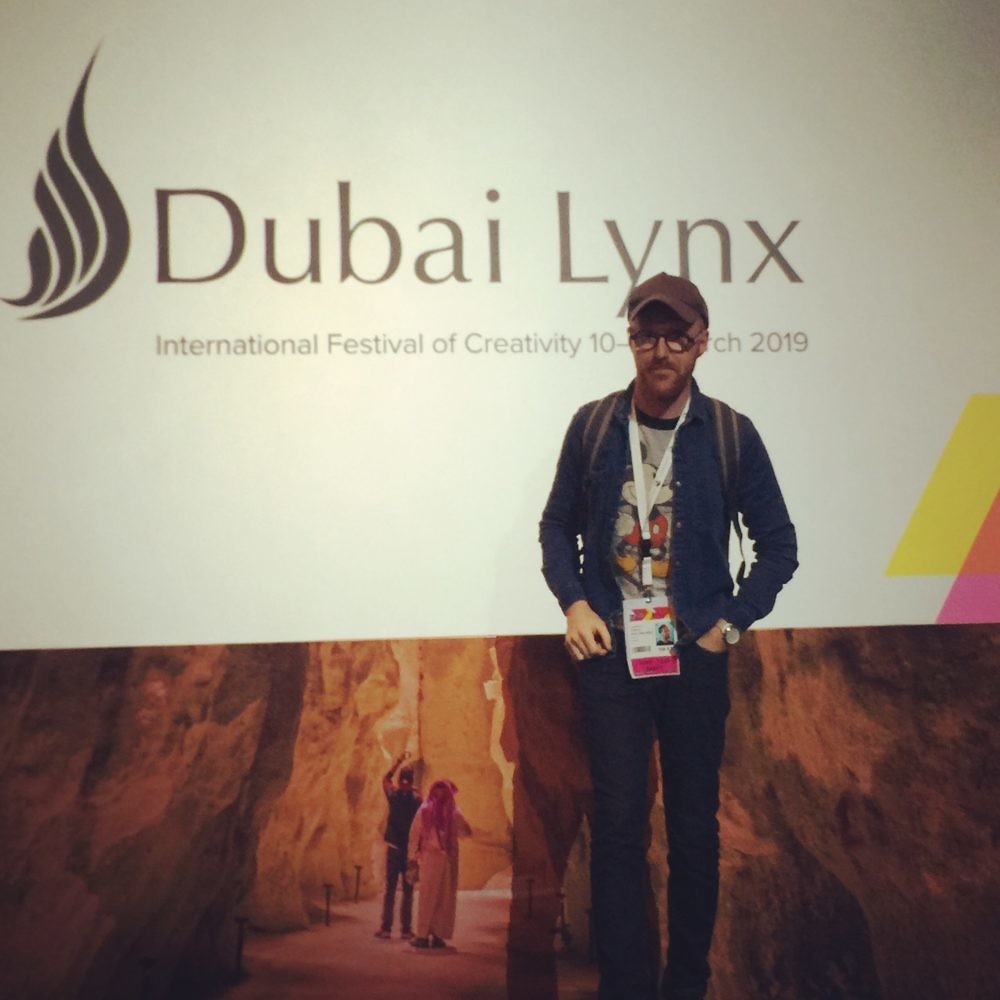 Dubai Lynx
International Festival of Creativity 10– rch 2019